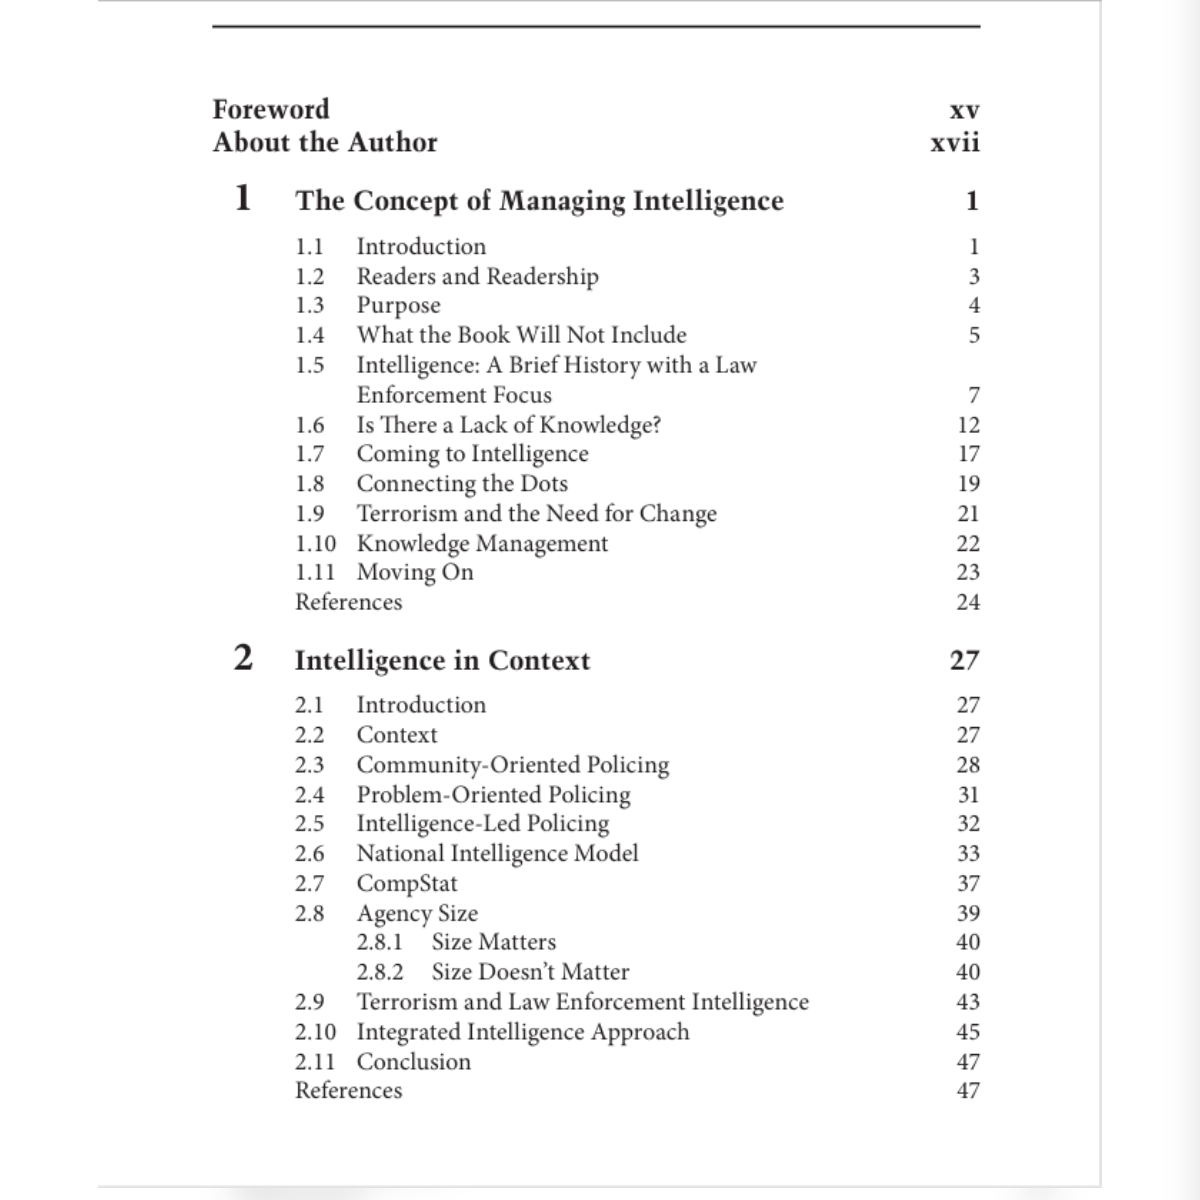 Foreword xv
About the Author xvii
1 The Concept of Managing Intelligence 1
1.1 Introduction 1
1.2 Readers and Readership 3
1.3 Purpose 4
1.4 What the Book Will Not Include 5
1.5 Intelligence: A Brief History with a Law
Enforcement Focus 7
1.6 Is There a Lack of Knowledge? 12
1.7 Coming to Intelligence 17
1.8 Connecting the Dots 19
1.9 Terrorism and the Need for Change 21
1.10 Knowledge Management 22
1.11 Moving On 23
References 24
2 Intelligence in Context 27
2.1 Introduction 27
2.2 Context 27
2.3 Community-Oriented Policing 28
2.4 Problem-Oriented Policing 31
2.5 Intelligence-Led Policing 32
2.6 National Intelligence Model 33
2.7 CompStat 37
2.8 Agency Size 39
2.8.1 Size Matters 40
2.8.2 Size Doesn’t Matter 40
2.9 Terrorism and Law Enforcement Intelligence 43
2.10 Integrated Intelligence Approach 45
2.11 Conclusion 47
References 47